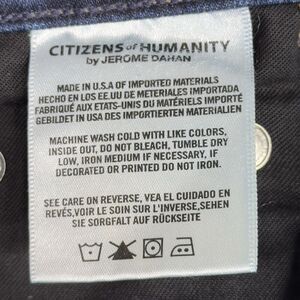 CITIZENS of HUMANITY
by JEROME DAHAN
MADE IN U.S.A OF IMPORTED MATERIALS
HECHO EN LOS EE.UU DE METERIALES IMPORTADA
FABRIQUÉ AUX ETATS-UNIS DU MATÉRIELS IMPORTÉ
GEBILDET IN USA DES IMPORTIERTEN MATERIALIEN
MACHINE WASH COLD WITH LIKE COLORS,
INSIDE OUT, DO NOT BLEACH, TUMBLE DRY
LOW, IRON MEDIUM IF NECESSARY, IF
DECORATED OR PRINTED DO NOT IRON.
SEE CARE ON REVERSE, VEA EL CUIDADO EN
REVÉS,VOIR LE SOIN SUR L'INVERSE,SEHEN
SIE SORGFALT AUF RÜCKSEITE